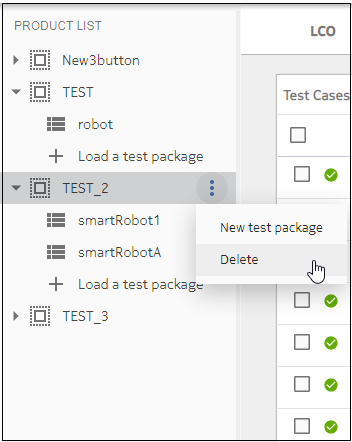 PRODUCT LIST
New3button
TEST
robot
Load a test package
TEST_2
smartRobot1
smartRobotA
Load a test package
TEST_3
New test package
Delete
LCO
Test Cases